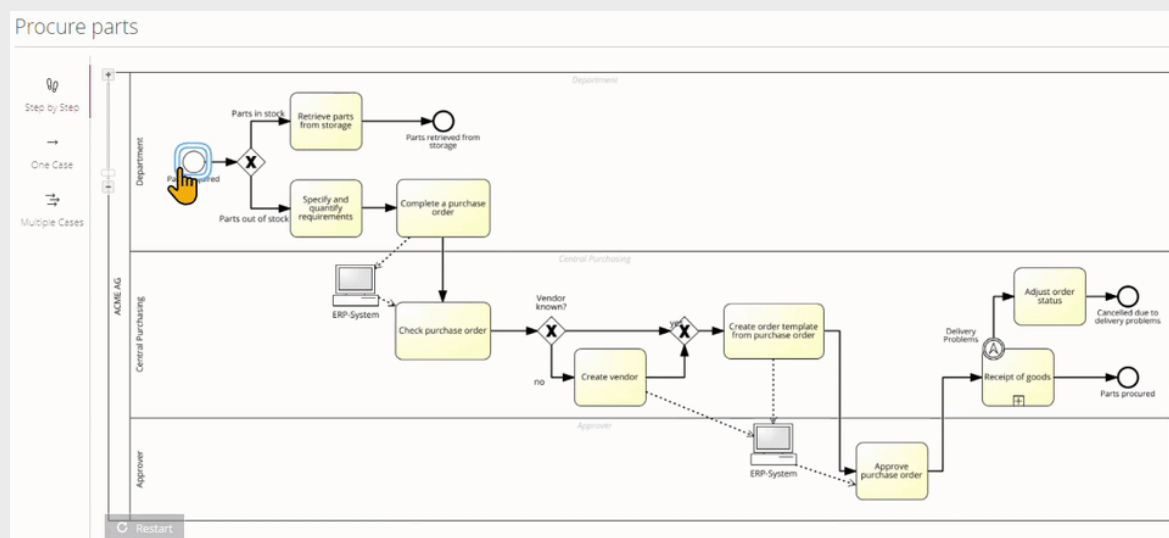 Procure parts
Step by Step
One Case
Multiple Cases
ACME AG
Department
Department
Parts in stock
Retrieve parts
from storage
Parts retrieved from
storage
Parts out of stock
Specify and
quantify
requirements
Complete a purchase
order
Central Purchasing
Central Purchasing
ERP-System
Check purchase order
Vendor
known?
yes
no
Create vendor
Create order template
from purchase order
Delivery
Problems
A
Adjust order
status
Cancelled due to
delivery problems
Receipt of goods
Parts procured
Approver
Approver
ERP-System
Approve
purchase order
Restart